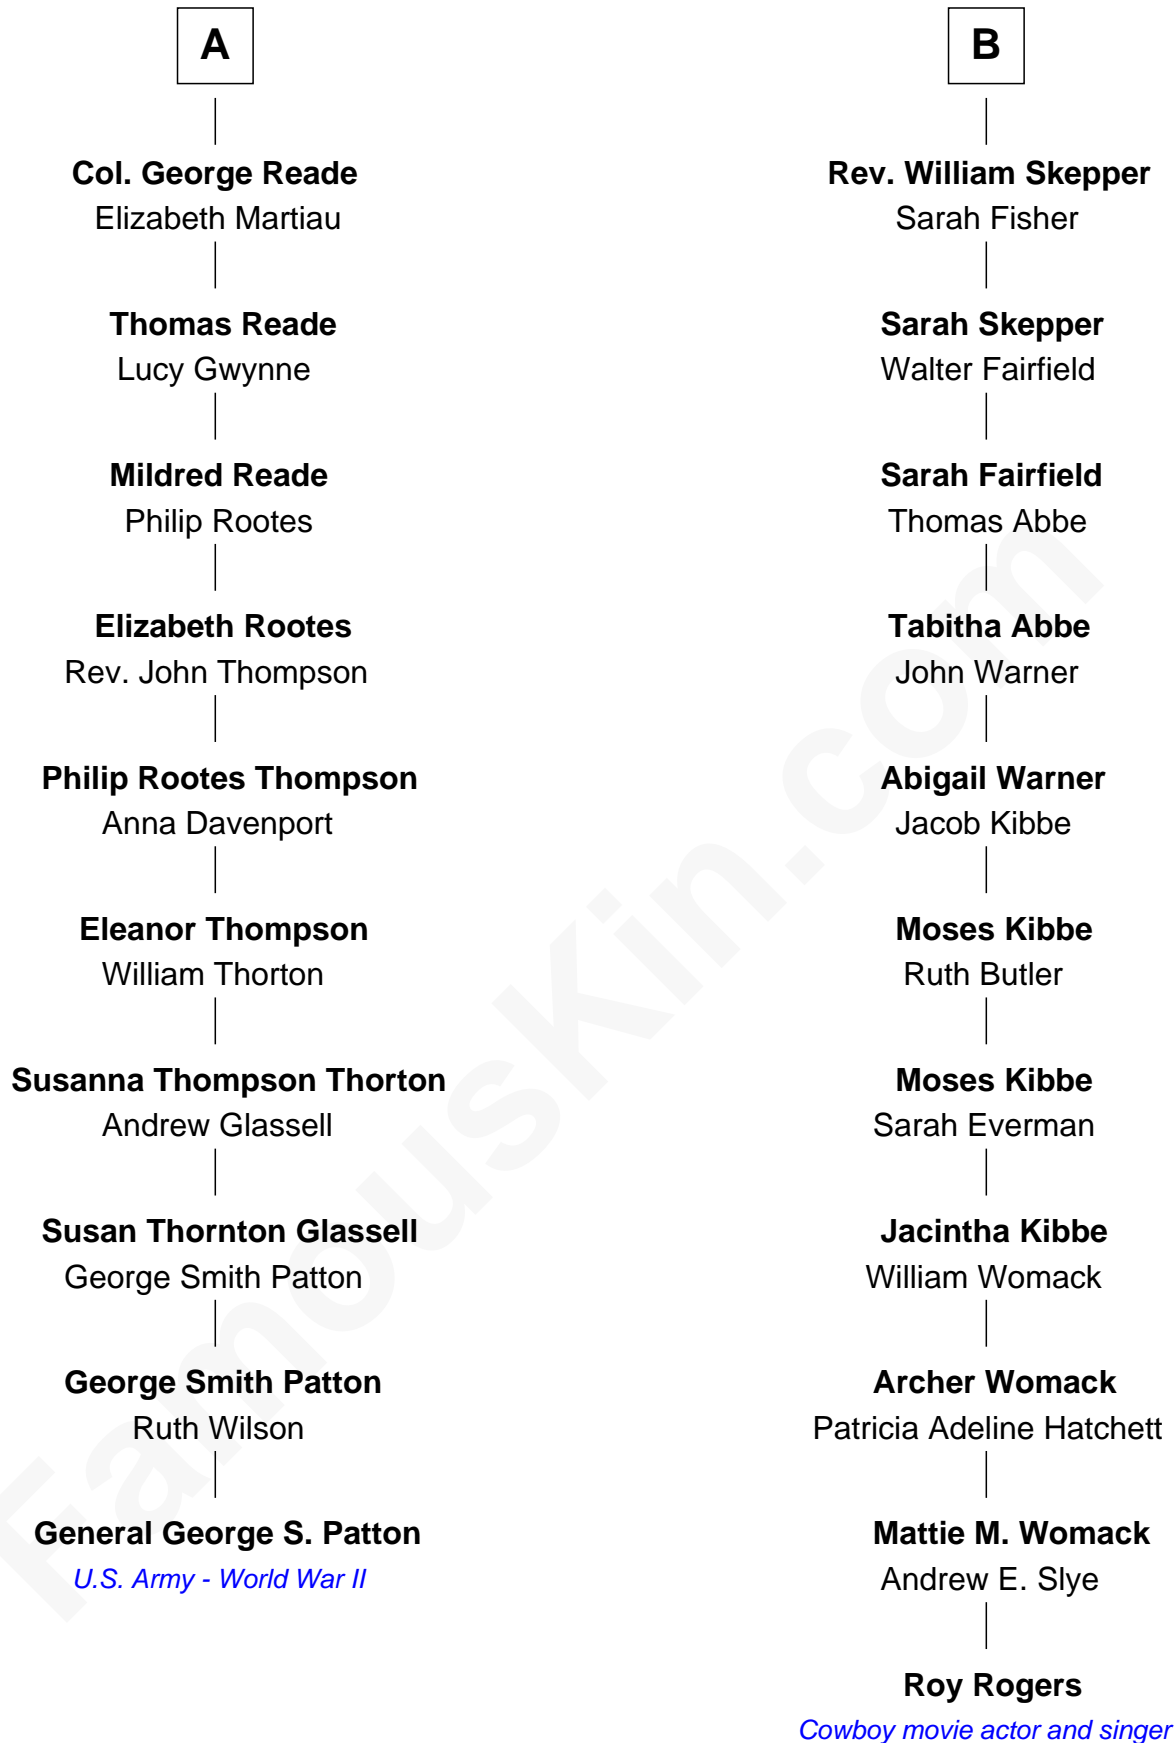 A
Col. George Reade
Elizabeth Martiau
Thomas Reade
Lucy Gwynne
Mildred Reade
Philip Rootes
Elizabeth Rootes
Rev. John Thompson
Philip Rootes Thompson
Anna Davenport
Eleanor Thompson
William Thorton
Susanna Thompson Thorton
Andrew Glassell
Susan Thornton Glassell
George Smith Patton
George Smith Patton
Ruth Wilson
General George S. Patton
U.S. Army - World War II
B
Rev. William Skepper
Sarah Fisher
Sarah Skepper
Walter Fairfield
Sarah Fairfield
Thomas Abbe
Tabitha Abbe
John Warner
Abigail Warner
Jacob Kibbe
Moses Kibbe
Ruth Butler
Moses Kibbe
Sarah Everman
Jacintha Kibbe
William Womack
Archer Womack
Patricia Adeline Hatchett
Mattie M. Womack
Andrew E. Slye
Roy Rogers
Cowboy movie actor and singer
FamousKin.com